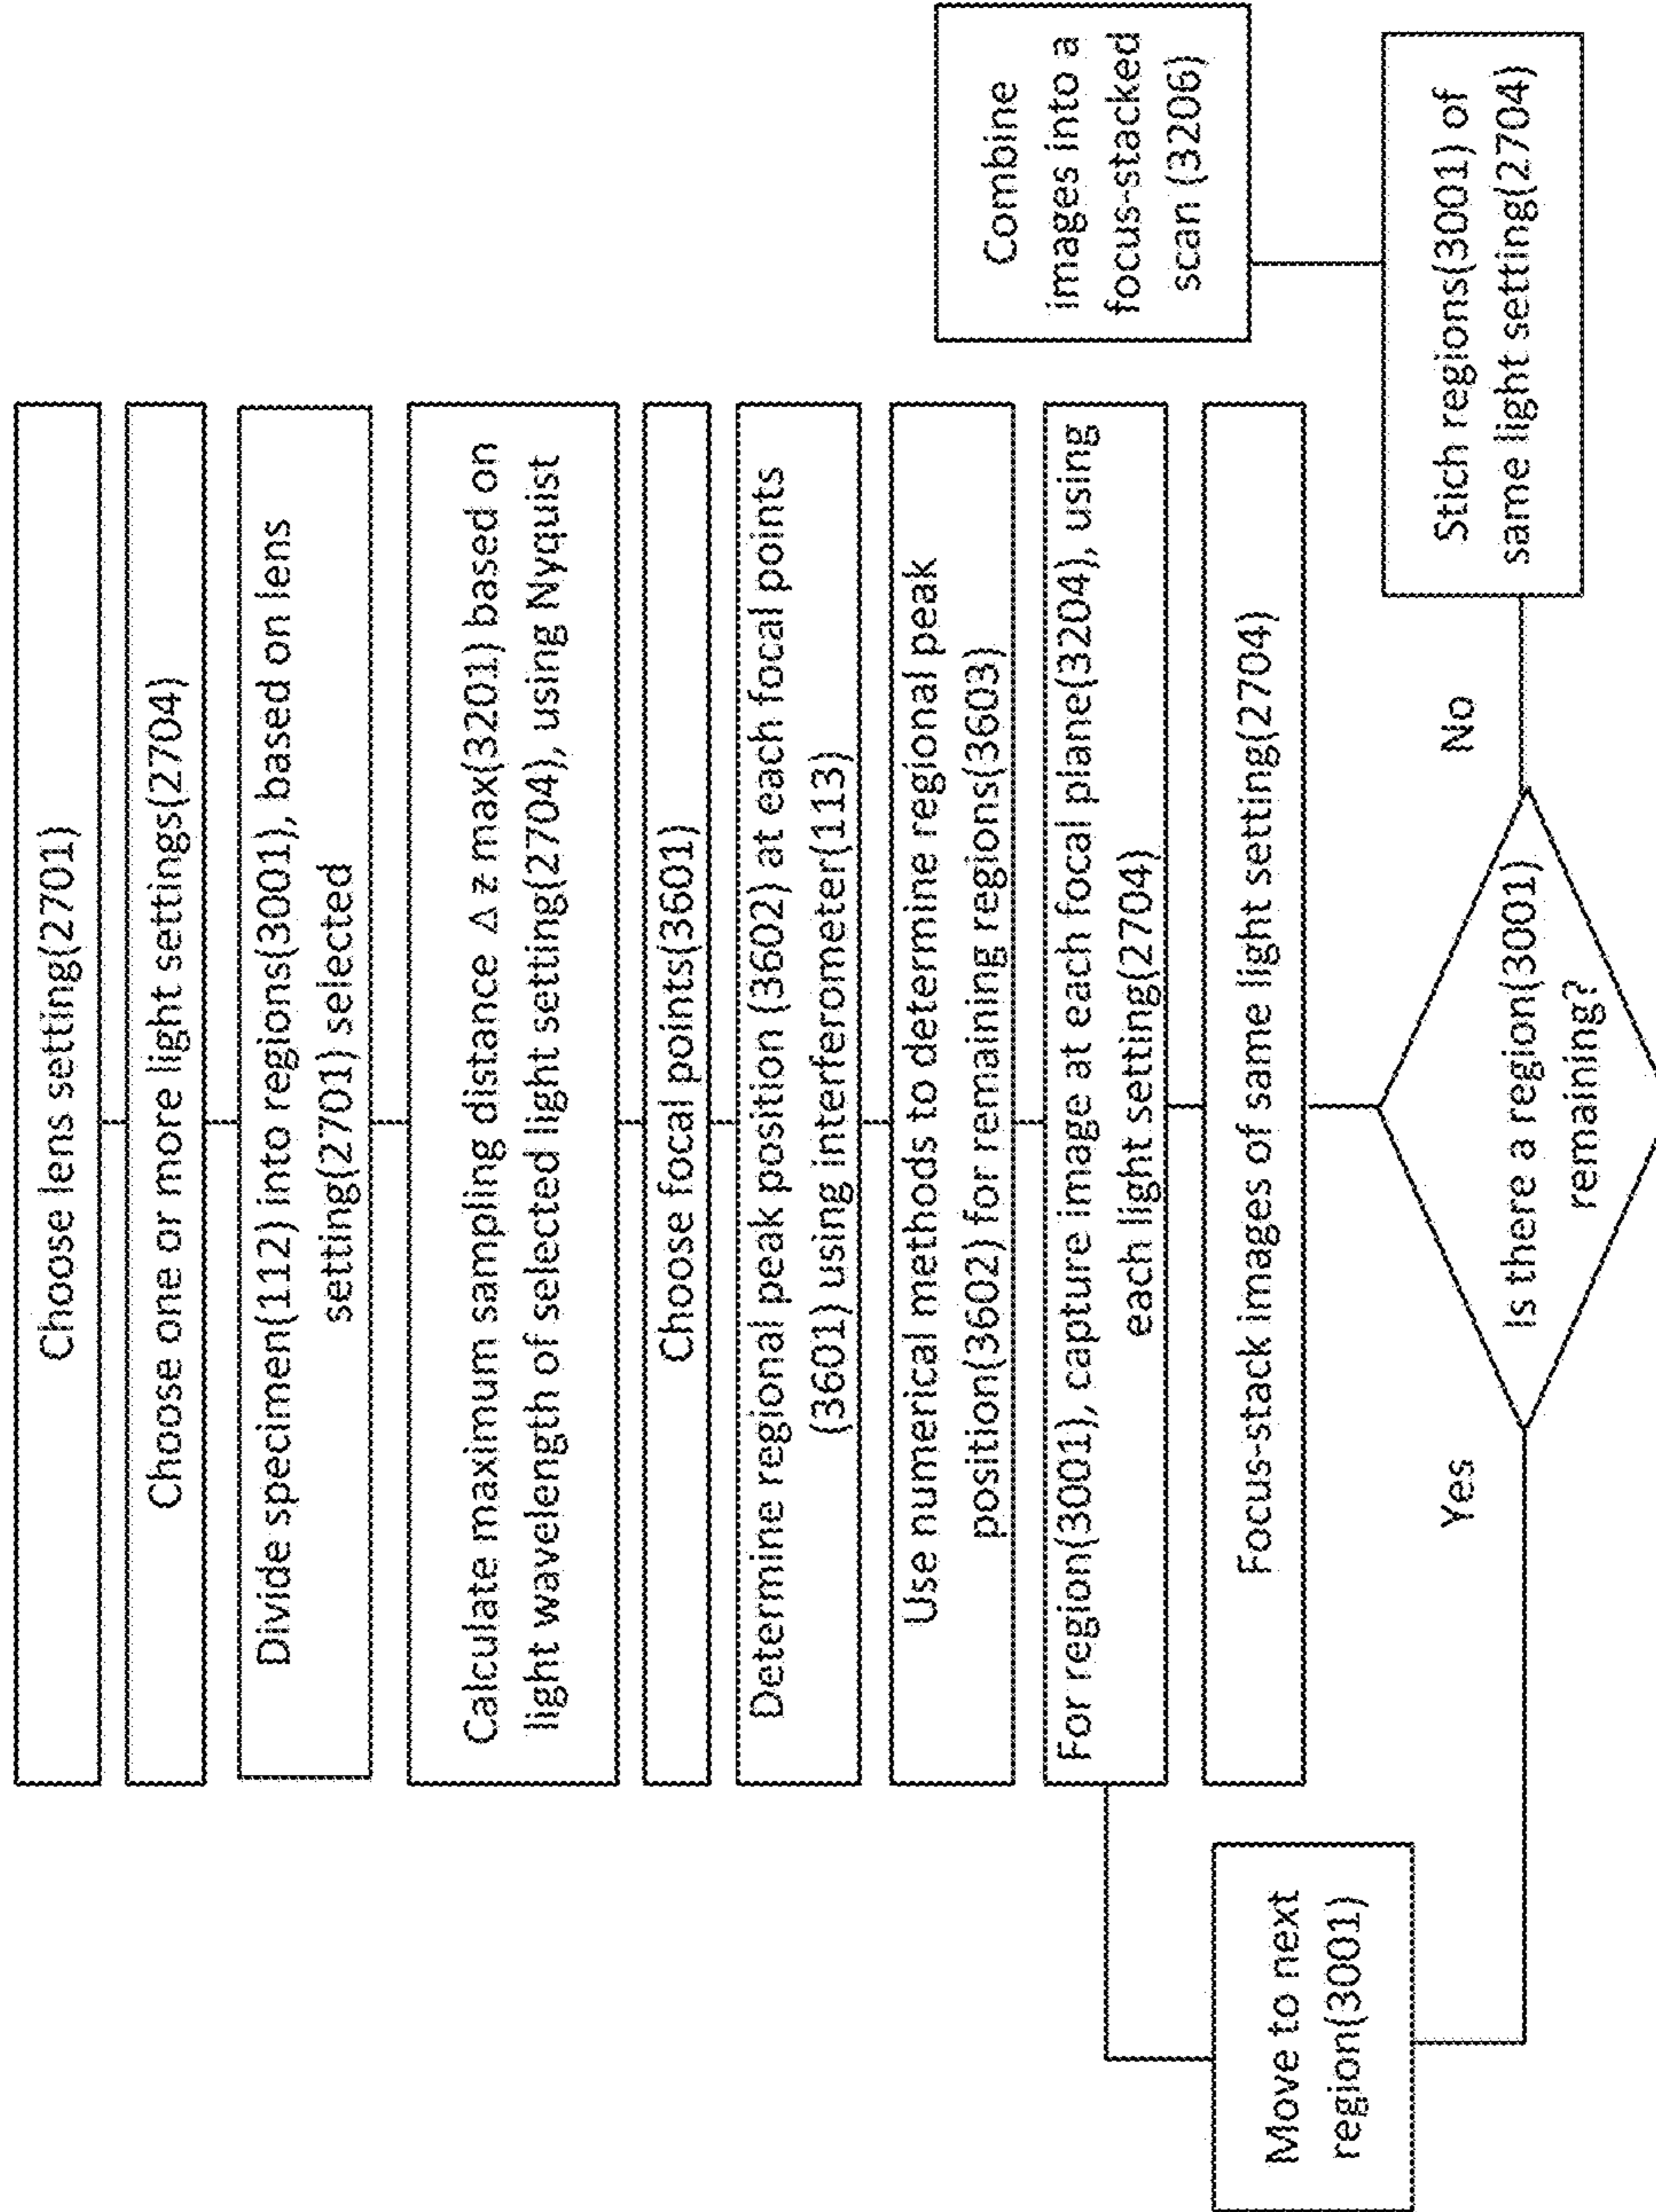 Choose lens setting(2701)
Choose one or more light settings(2704)
Divide specimen(112) into regions(3001), based on lens
setting(2701) selected
Calculate maximum sampling distance Δ z max(3201) based on
light wavelength of selected light setting(2704), using Nyquist
Choose focal points(3601)
Determine regional peak position (3602) at each focal points
(3601) using interferometer(113)
Use numerical methods to determine regional peak
position(3602) for remaining regions(3603)
For region(3001), capture image at each focal plane(3204), using
each light setting(2704)
Focus-stack images of same light setting(2704)
Is there a region(3001)
remaining?
Yes
No
Move to next
region(3001)
Stich regions(3001) of
same light setting(2704)
Combine
images into a
focus-stacked
scan (3206)